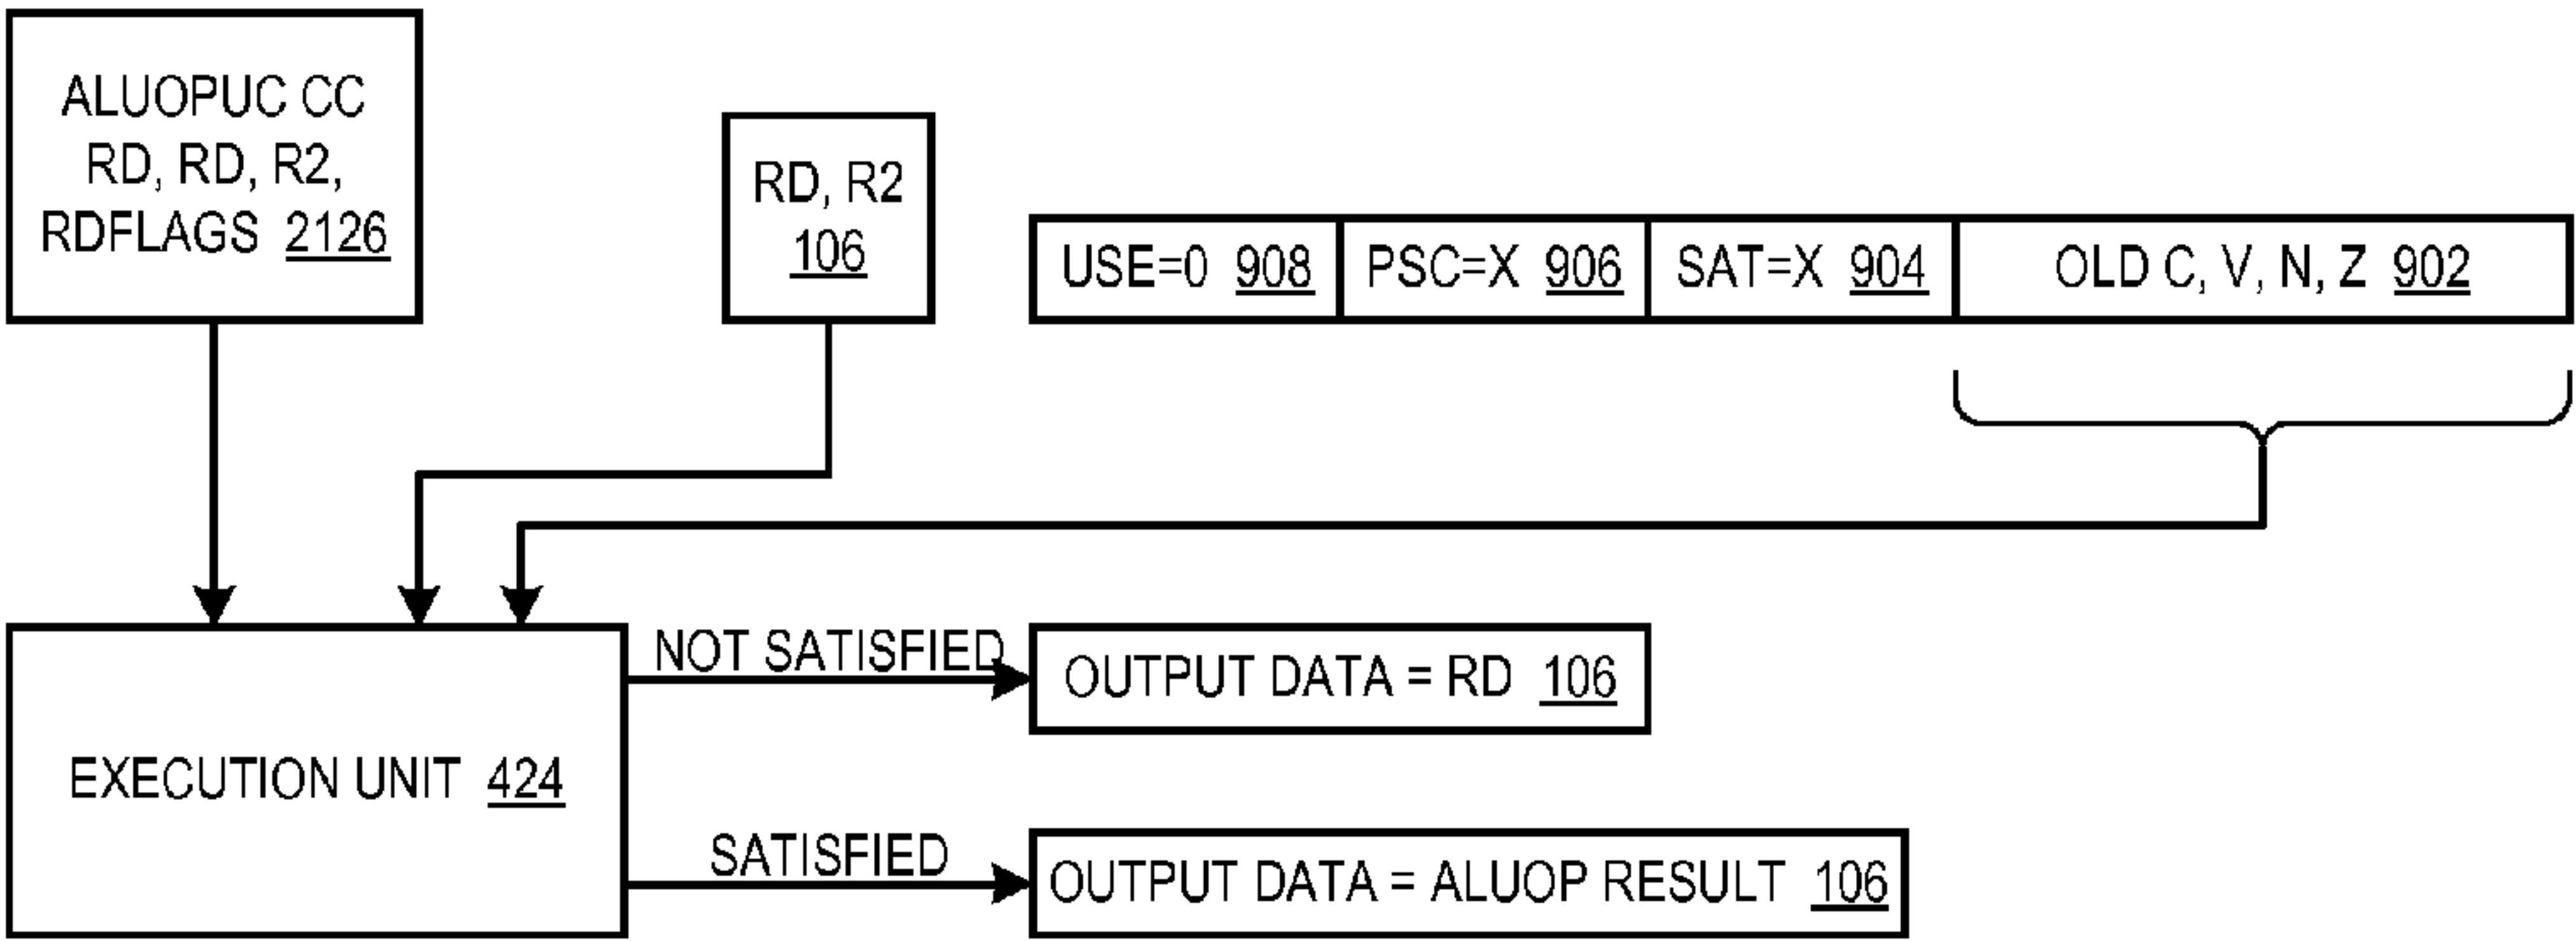 ALUOPUC CC
RD, RD, R2,
RDFLAGS 2126
RD, R2
106
USE=0 908
PSC=X 906
SAT=X 904
OLD C, V, N, Z 902
NOT SATISFIED
OUTPUT DATA = RD 106
EXECUTION UNIT 424
SATISFIED
OUTPUT DATA = ALUOP RESULT 106